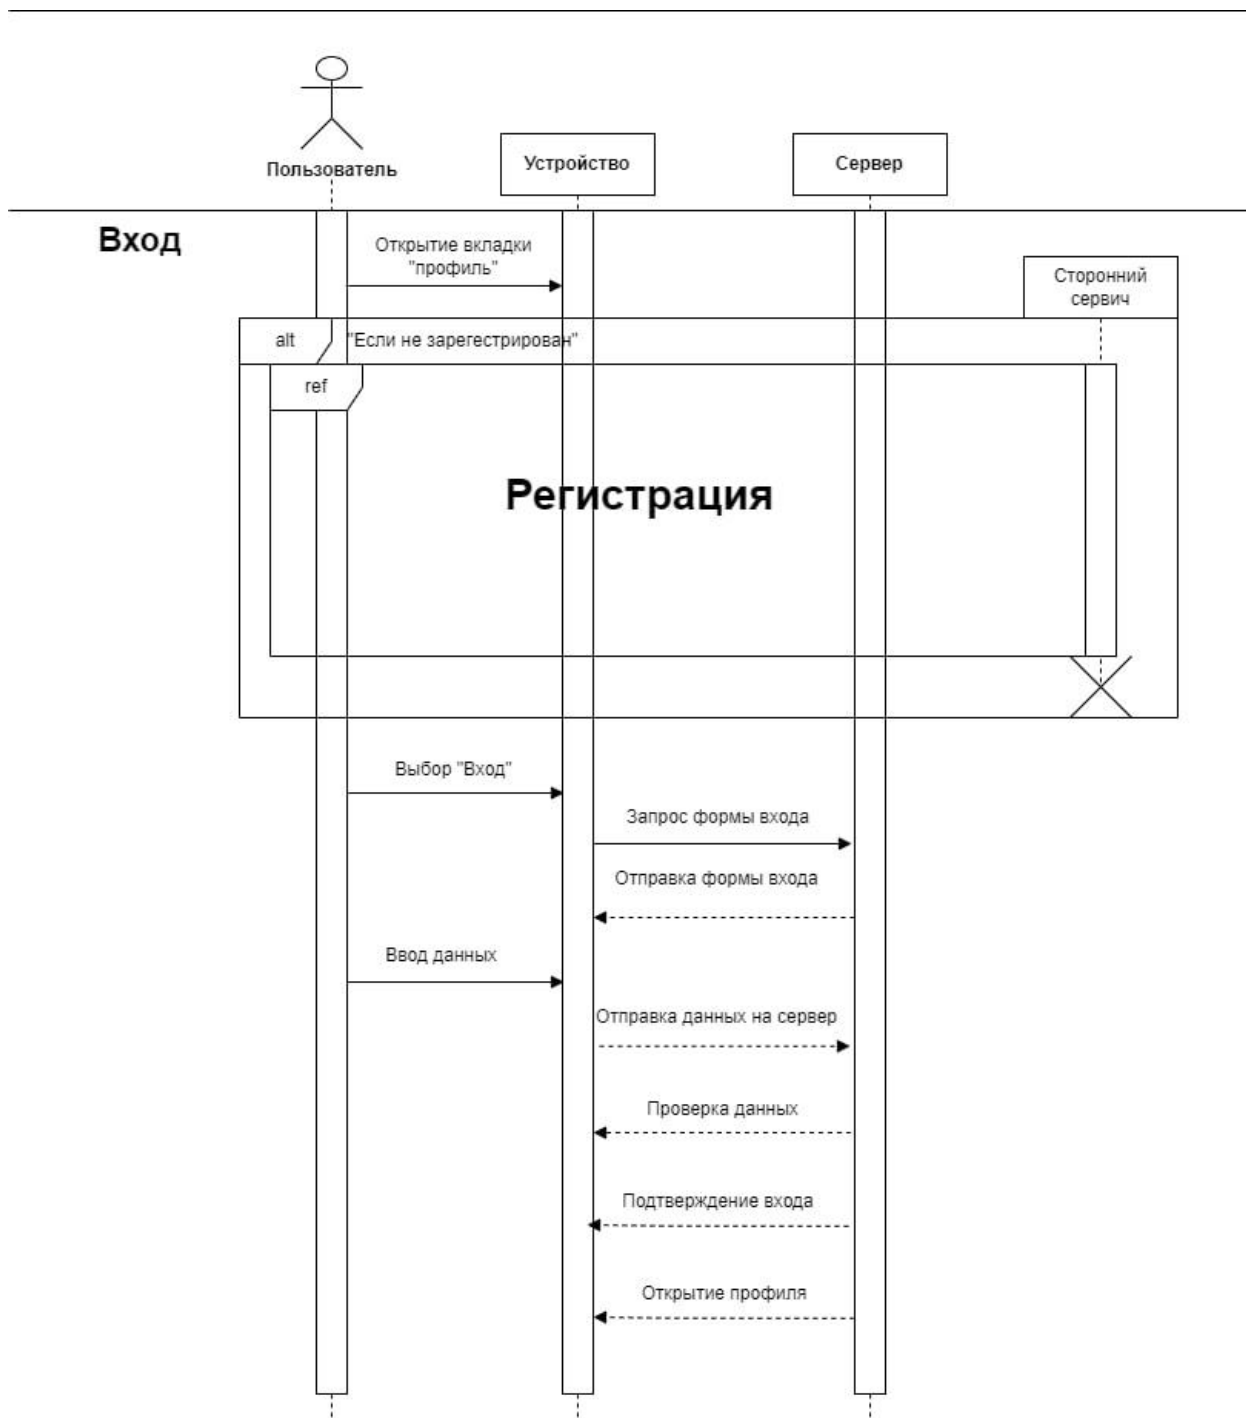 Пользователь
Устройство
Сервер
Вход
Открытие вкладки
"профиль"
Сторонний
сервич
alt
"Если не зарегестрирован"
ref
Регистрация
Выбор "Вход"
Запрос формы входа
Отправка формы входа
Ввод данных
Отправка данных на сервер
Проверка данных
Подтверждение входа
Открытие профиля